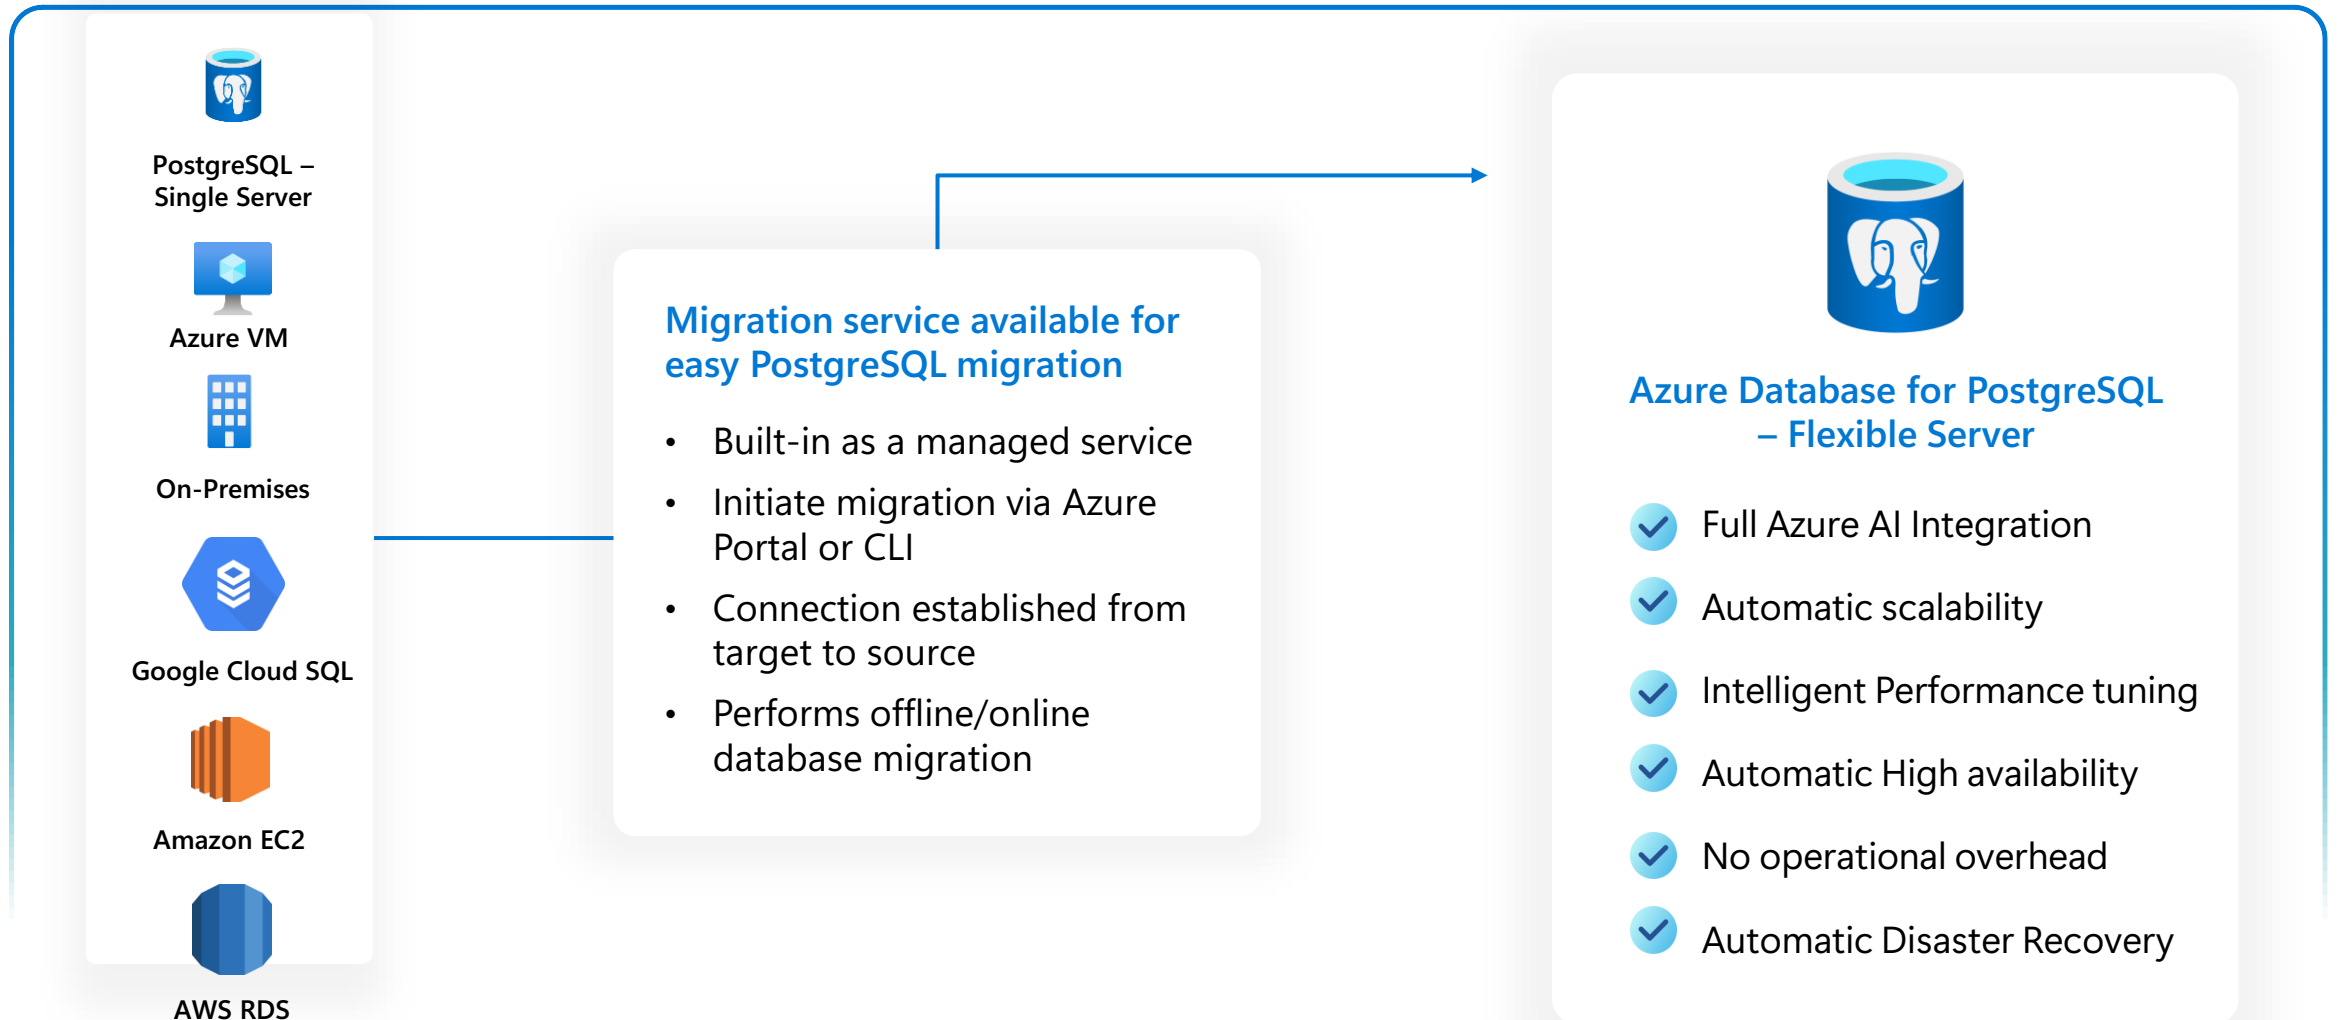 PostgreSQL –
Single Server
Azure VM
On-Premises
Google Cloud SQL
Amazon EC2
AWS RDS
Migration service available for
easy PostgreSQL migration
• Built-in as a managed service
• Initiate migration via Azure
Portal or CLI
• Connection established from
target to source
• Performs offline/online
database migration
Azure Database for PostgreSQL
– Flexible Server
Full Azure AI Integration
Automatic scalability
Intelligent Performance tuning
Automatic High availability
No operational overhead
Automatic Disaster Recovery